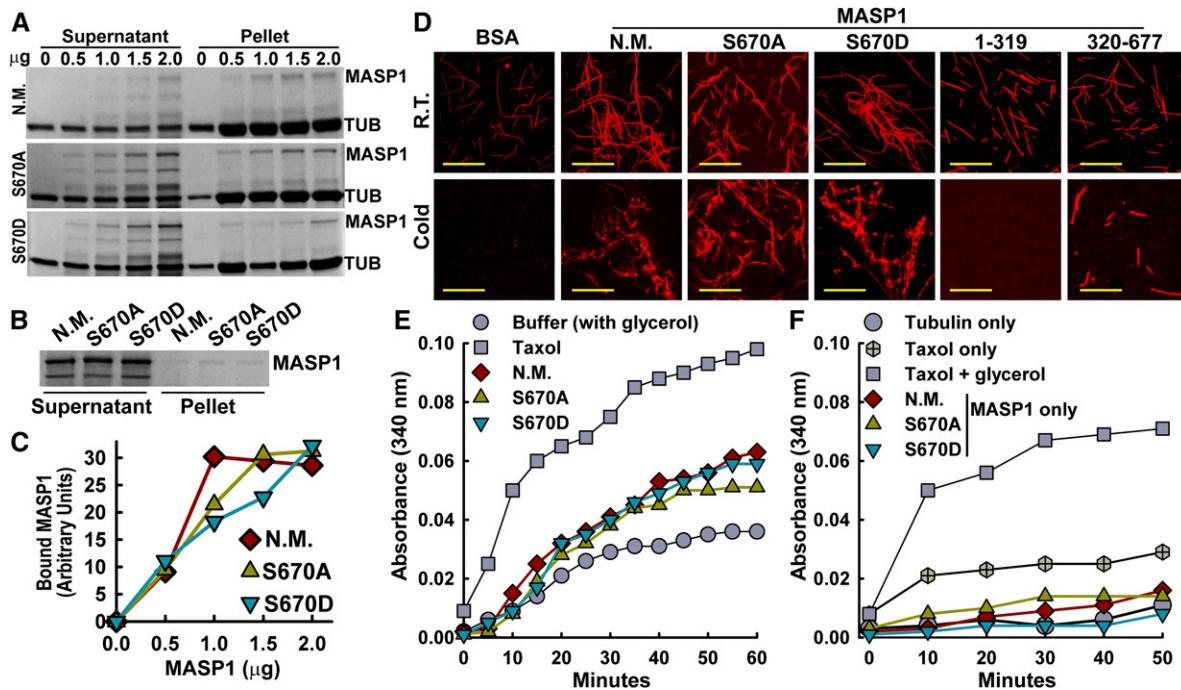 A
Supernatant
Pellet
μg 0 0.5 1.0 1.5 2.0 0 0.5 1.0 1.5 2.0
N.M.
MASP1
TUB
S670A
MASP1
TUB
S670D
MASP1
TUB
B
N.M. S670A S670D N.M. S670A S670D
MASP1
Supernatant Pellet
C
Bound MASP1
(Arbitrary Units)
30
25
20
15
10
5
0
N.M.
S670A
S670D
0 0.5 1.0 1.5 2.0
MASP1 (μg)
D
MASP1
BSA N.M. S670A S670D 1-319 320-677
R.T.
Cold
E
Buffer (with glycerol)
Taxol
N.M.
S670A
S670D
Absorbance (340 nm)
0.10
0.08
0.06
0.04
0.02
0.00
0 10 20 30 40 50 60
Minutes
F
Tubulin only
Taxol only
Taxol + glycerol
N.M.
S670A
S670D
MASP1 only
Absorbance (340 nm)
0.10
0.08
0.06
0.04
0.02
0.00
0 10 20 30 40 50
Minutes